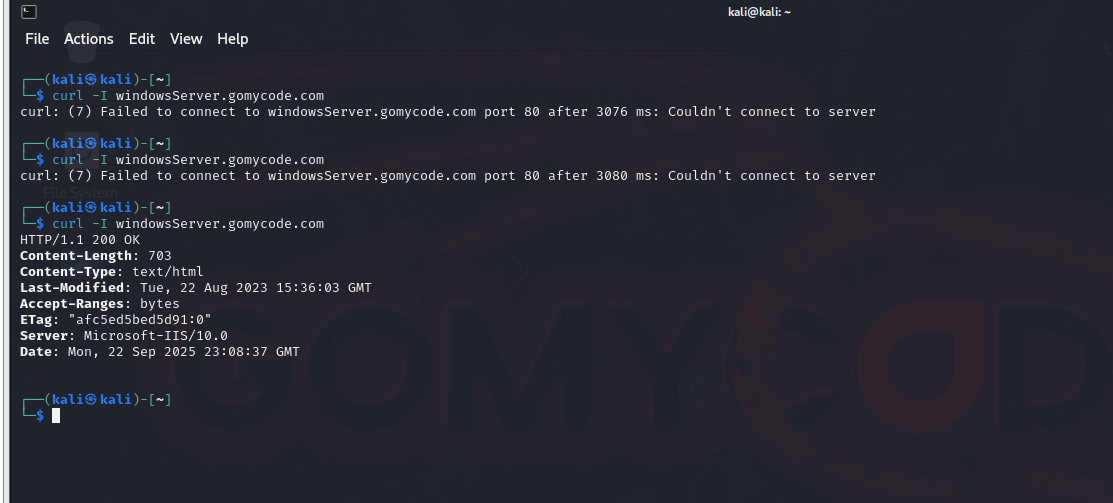 kali@kali: ~
File Actions Edit View Help
┌──(kali㉿kali)-[~]
└─$ curl -I windowsServer.gomycode.com
curl: (7) Failed to connect to windowsServer.gomycode.com port 80 after 3076 ms: Couldn't connect to server
┌──(kali㉿kali)-[~]
└─$ curl -I windowsServer.gomycode.com
curl: (7) Failed to connect to windowsServer.gomycode.com port 80 after 3080 ms: Couldn't connect to server
File System
┌──(kali㉿kali)-[~]
└─$ curl -I windowsServer.gomycode.com
HTTP/1.1 200 OK
Content-Length: 703
Content-Type: text/html
Last-Modified: Tue, 22 Aug 2023 15:36:03 GMT
Accept-Ranges: bytes
ETag: "afc5ed5bed5d91:0"
Server: Microsoft-IIS/10.0
Date: Mon, 22 Sep 2025 23:08:37 GMT
GOMYCOD
┌──(kali㉿kali)-[~]
└─$